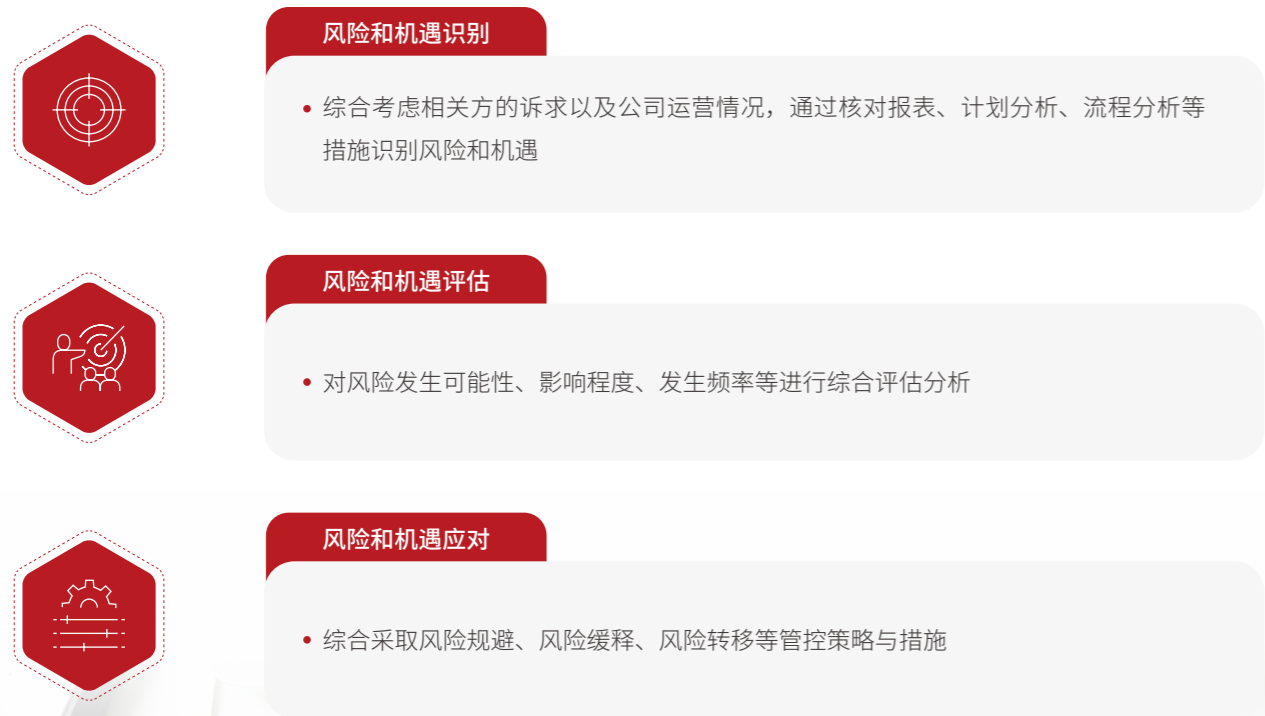 风险和机遇识别
综合考虑相关方的诉求以及公司运营情况，通过核对报表、计划分析、流程分析等
措施识别风险和机遇
风险和机遇评估
对风险发生可能性、影响程度、发生频率等进行综合评估分析
风险和机遇应对
综合采取风险规避、风险缓释、风险转移等管控策略与措施